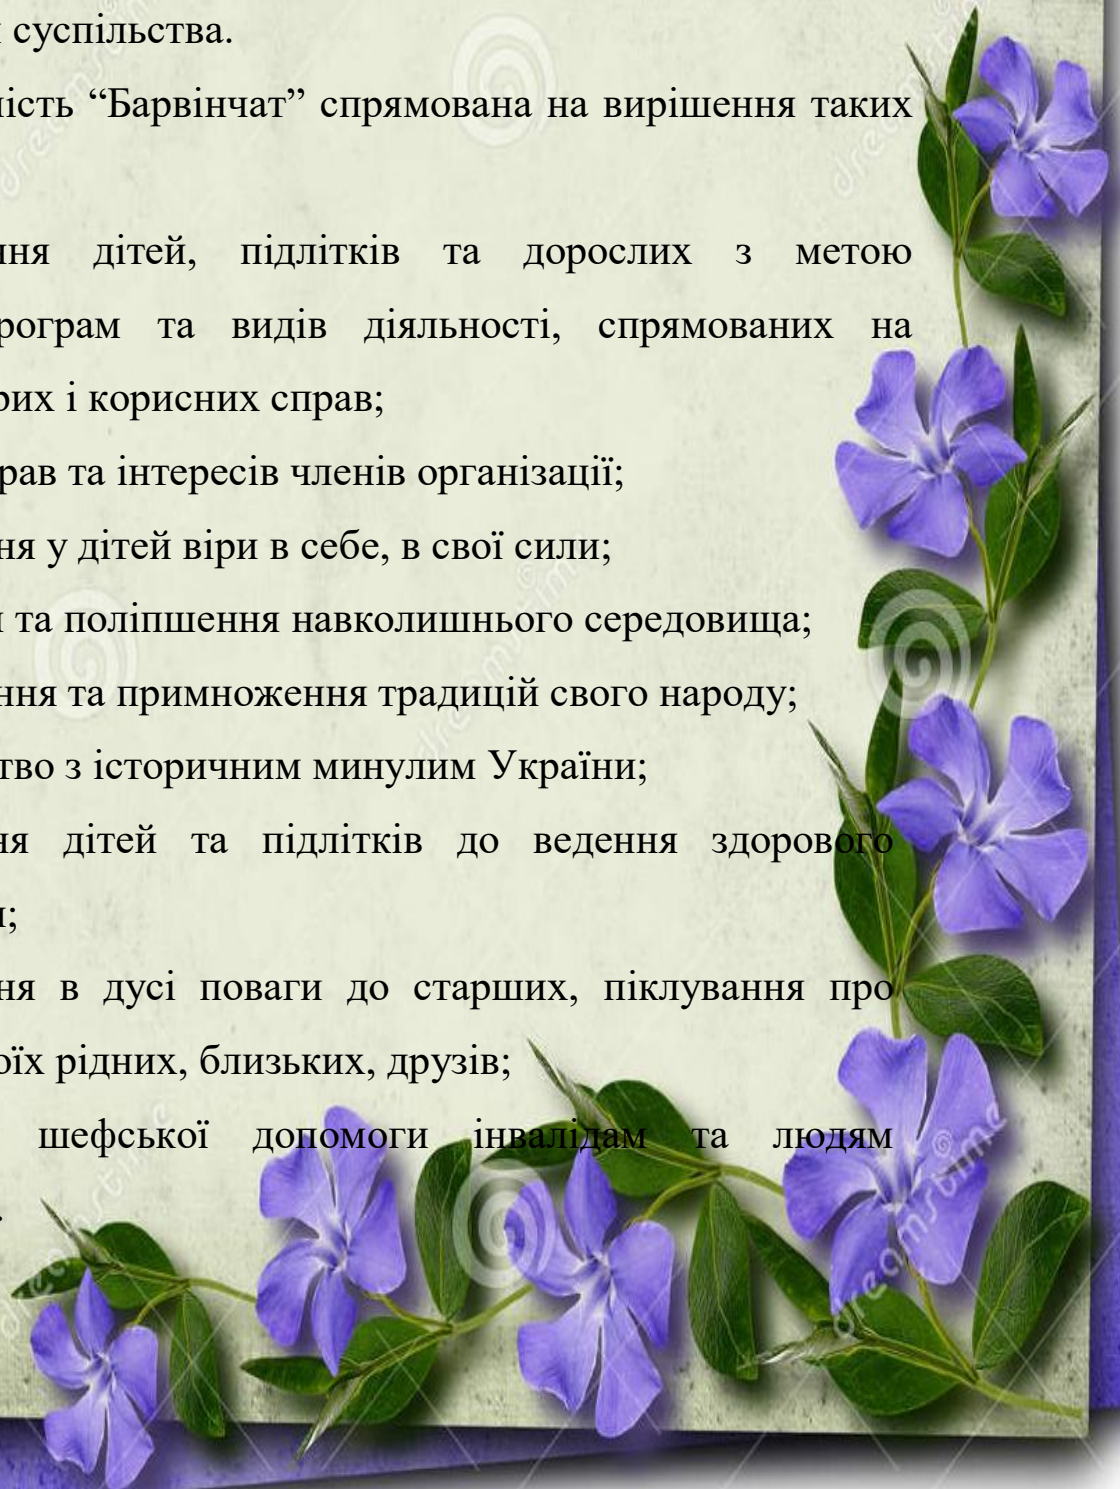 суспільства.
ність “Барвінчат” спрямована на вирішення таких
ння дітей, підлітків та дорослих з метою
рограм та видів діяльності, спрямованих на
рих і корисних справ;
рав та інтересів членів організації;
ня у дітей віри в себе, в свої сили;
та поліпшення навколишнього середовища;
ння та примноження традицій свого народу;
тво з історичним минулим України;
ня дітей та підлітків до ведення здорового
ня в дусі поваги до старших, піклування про
оїх рідних, близьких, друзів;
шефської допомоги інвалідам та людям
dreamstime